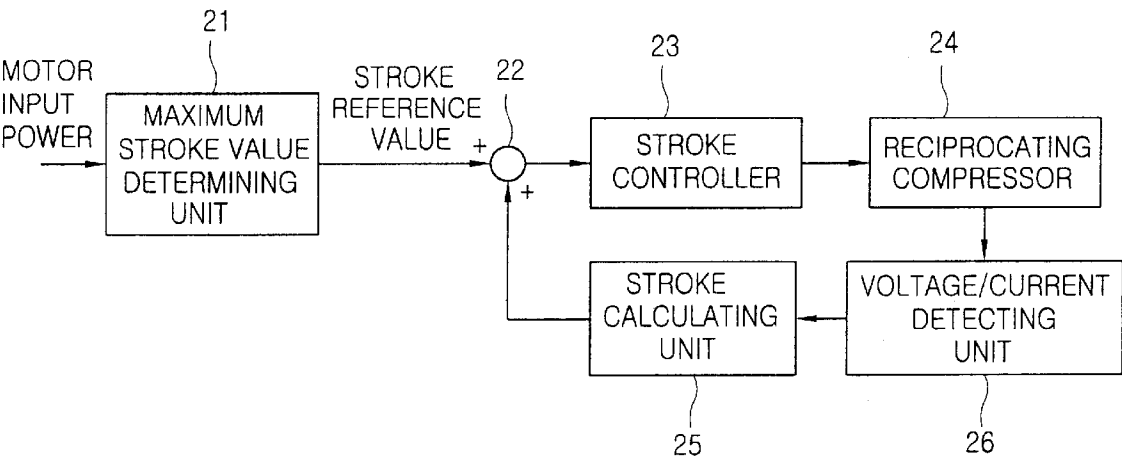 21
MOTOR
INPUT
POWER
MAXIMUM
STROKE VALUE
DETERMINING
UNIT
STROKE
REFERENCE
VALUE
+
22
+
23
STROKE
CONTROLLER
24
RECIPROCATING
COMPRESSOR
STROKE
CALCULATING
UNIT
25
VOLTAGE/CURRENT
DETECTING
UNIT
26